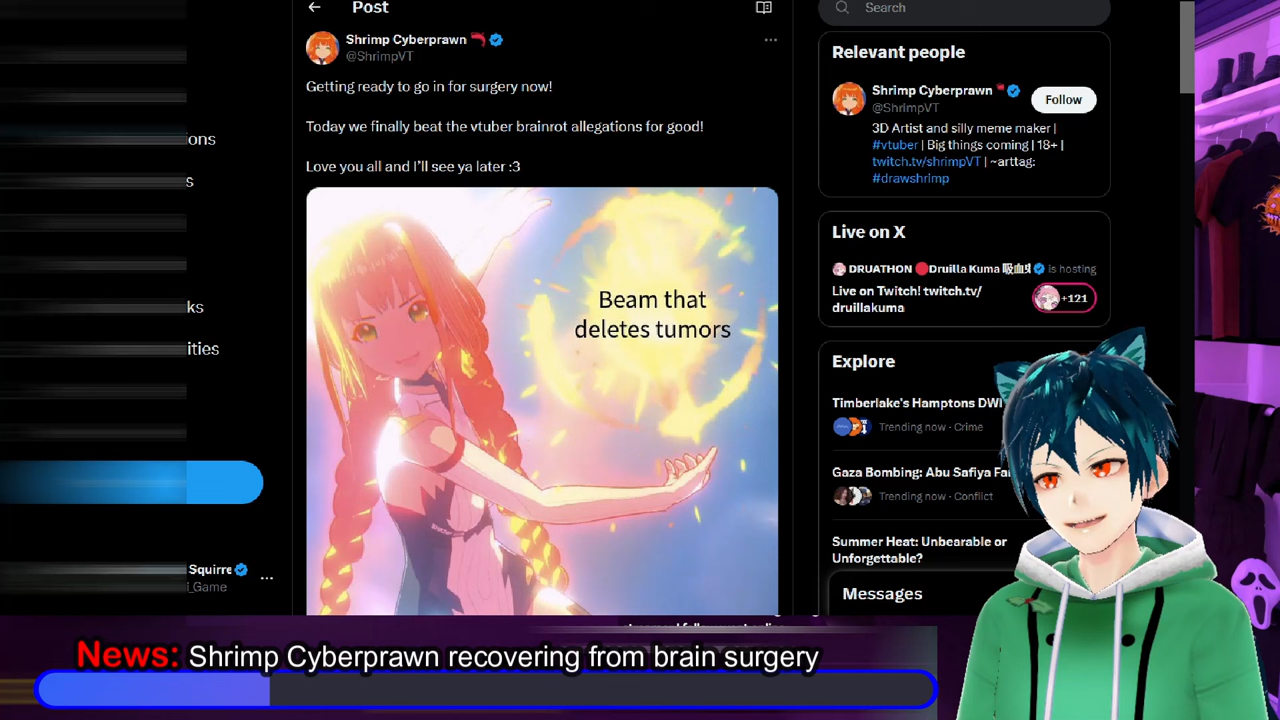 Post
Shrimp Cyberprawn
@ShrimpVT
Getting ready to go in for surgery now!
Today we finally beat the vtuber brainrot allegations for good!
Love you all and I'll see ya later :3
Beam that
deletes tumors
Search
Relevant people
Shrimp Cyberprawn
@ShrimpVT
Follow
3D Artist and silly meme maker |
#vtuber | Big things coming | 18+ |
twitch.tv/shrimpVT | ~arttag:
#drawshrimp
Live on X
DRUATHON 🔴Druilla Kuma is hosting
Live on Twitch! twitch.tv/
druillakuma
+121
Explore
Timberlake's Hamptons DWI
Trending now · Crime
Gaza Bombing: Abu Safiya Fa
Trending now · Conflict
Summer Heat: Unbearable or
Unforgettable?
Messages
ons
s
ks
ities
Squirre
_Game
News: Shrimp Cyberprawn recovering from brain surgery